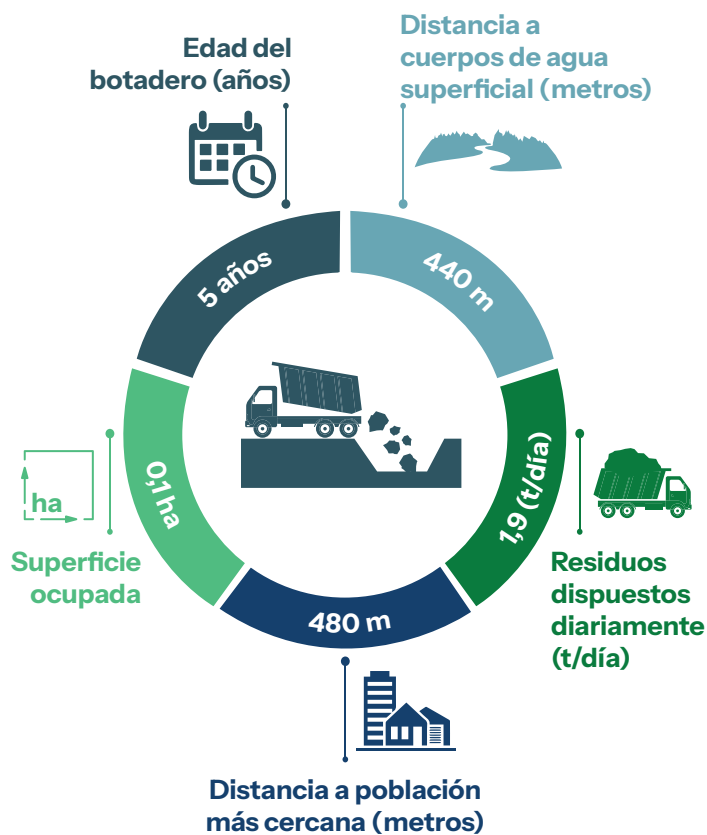 Edad del
botadero (años)
Distancia a
cuerpos de agua
superficial (metros)
5 años
440 m
0,1 ha
1,9 (t/día)
480 m
ha
Superficie
ocupada
Residuos
dispuestos
diariamente
(t/día)
Distancia a población
más cercana (metros)